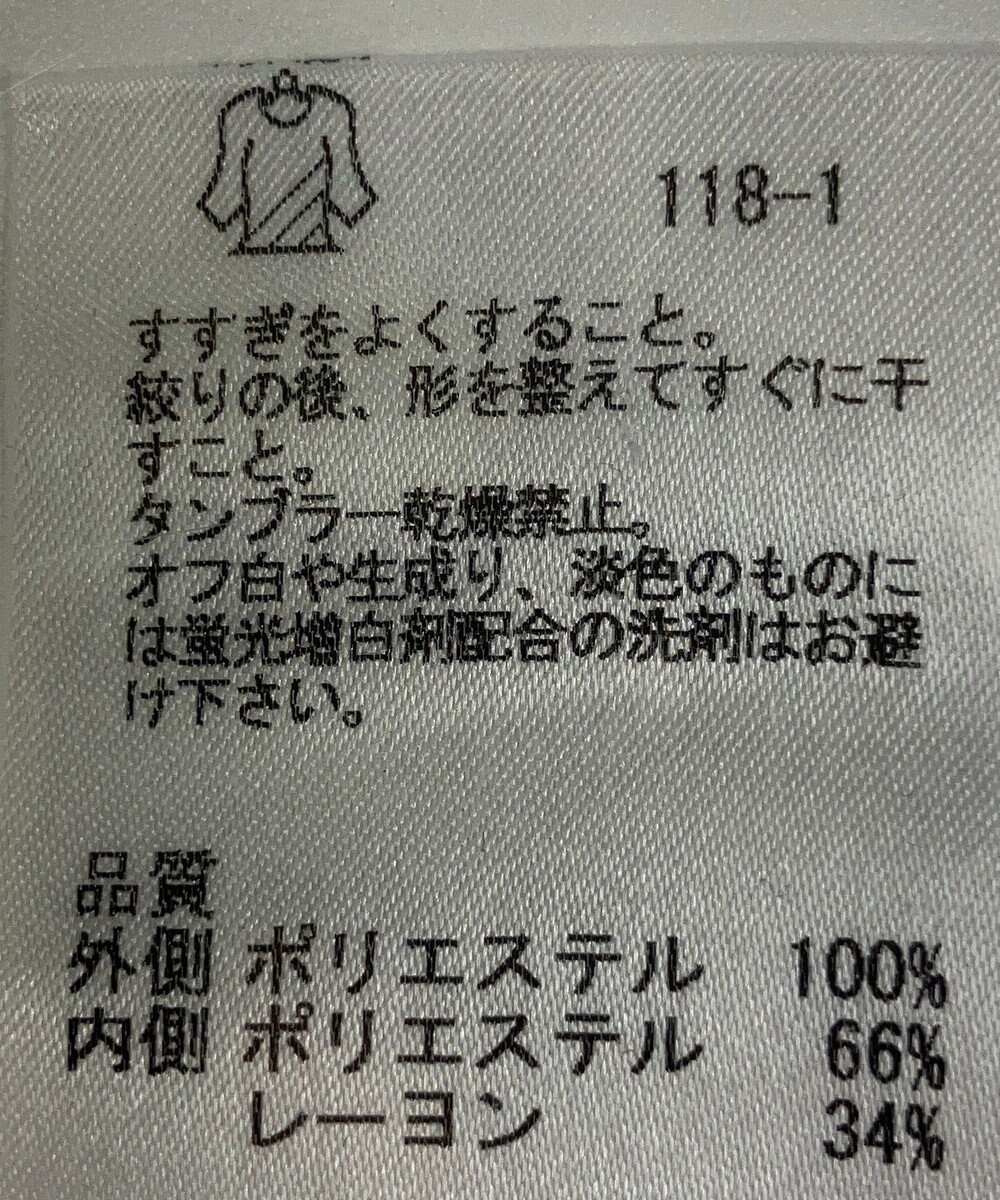 118-1
すすぎをよくすること。
絞りの後、形を整えてすぐに干
すこと。
タンブラー乾燥禁止。
オフ白や生成り、淡色のものに
は蛍光増白剤配合の洗剤はお避
け下さい。
品質
外側 ポリエステル 100%
内側 ポリエステル 66%
レーヨン 34%